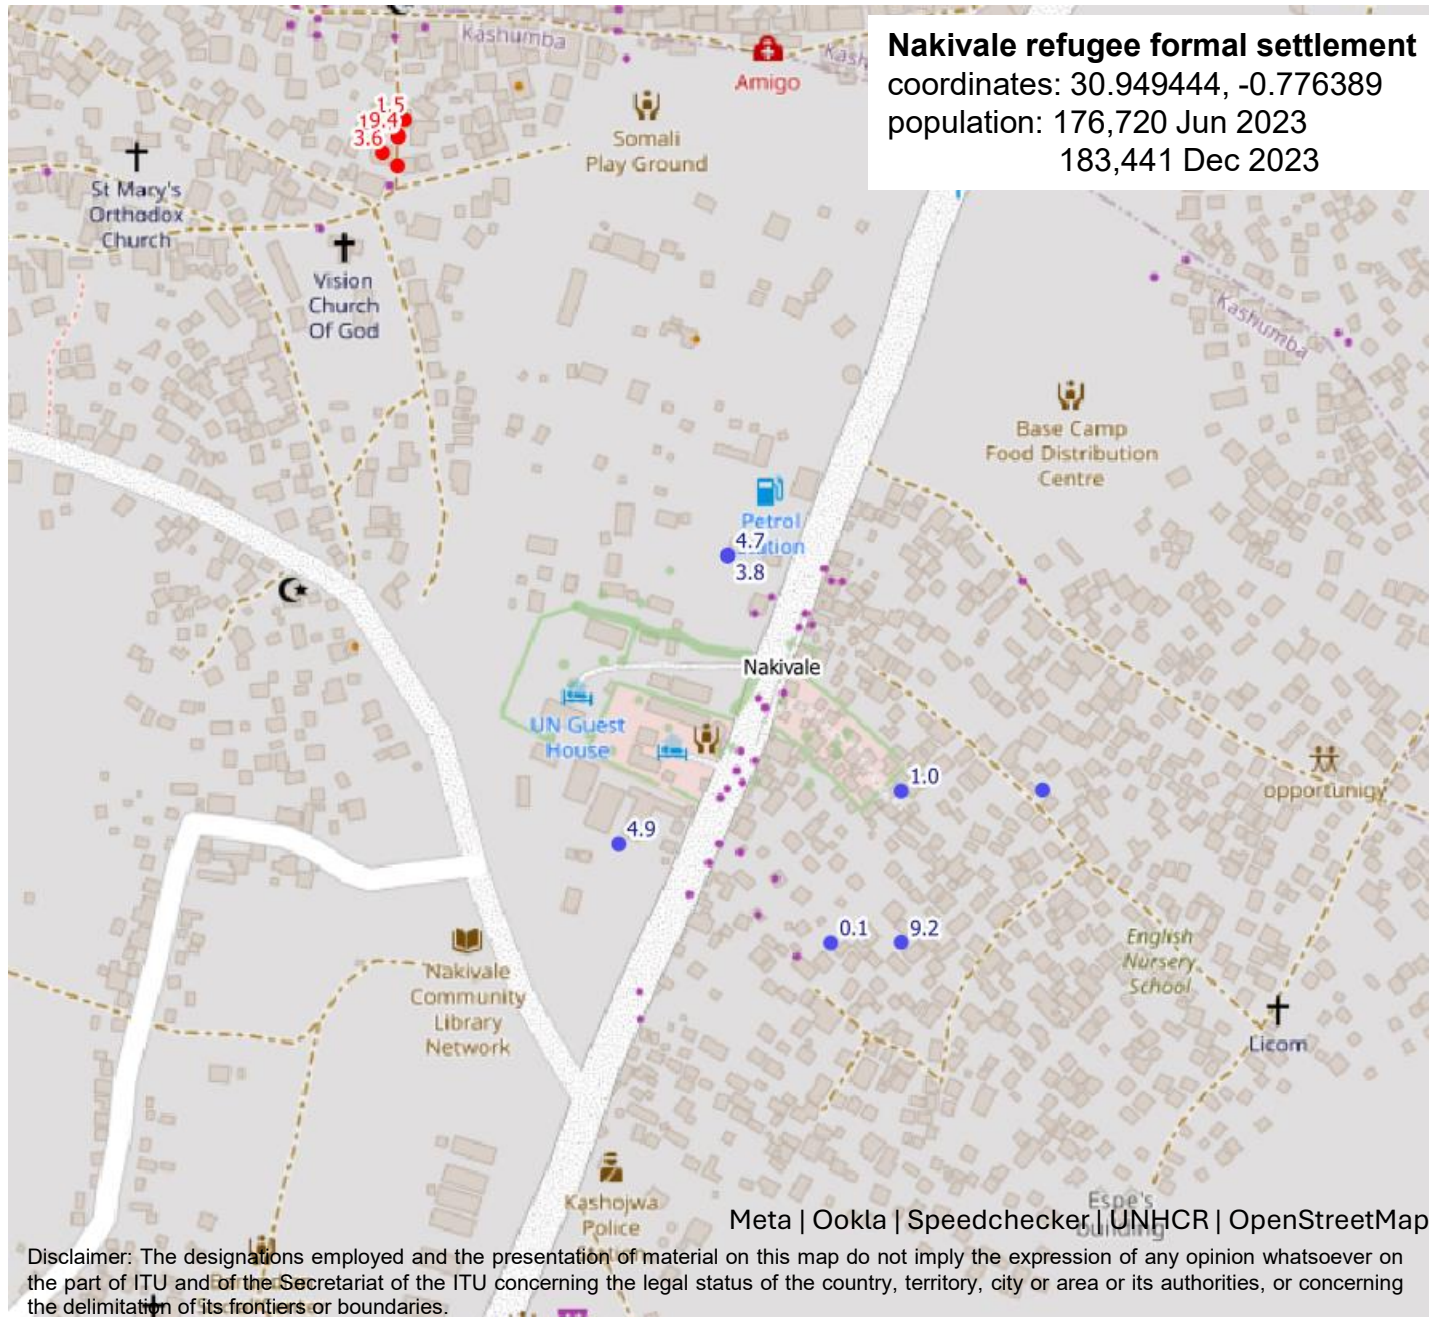 Kashumba
Amigo
Nakivale refugee formal settlement
coordinates: 30.949444, -0.776389
population: 176,720 Jun 2023
183,441 Dec 2023
1.5
19.4
3.6
Somali
Play Ground
St Mary's
Orthodox
Church
Vision
Church
Of God
Kashumba
Base Camp
Food Distribution
Centre
Petrol
4.7
3.8
Nakivale
UN Guest
House
1.0
opportunigy
4.9
0.1
9.2
English
Nursery
School
Nakivale
Community
Library
Network
Licom
Kashojwa
Police
Station
Espe's
building
Meta | Ookla | Speedchecker | UNHCR | OpenStreetMap
Disclaimer: The designations employed and the presentation of material on this map do not imply the expression of any opinion whatsoever on
the part of ITU and of the Secretariat of the ITU concerning the legal status of the country, territory, city or area or its authorities, or concerning
the delimitation of its frontiers or boundaries.